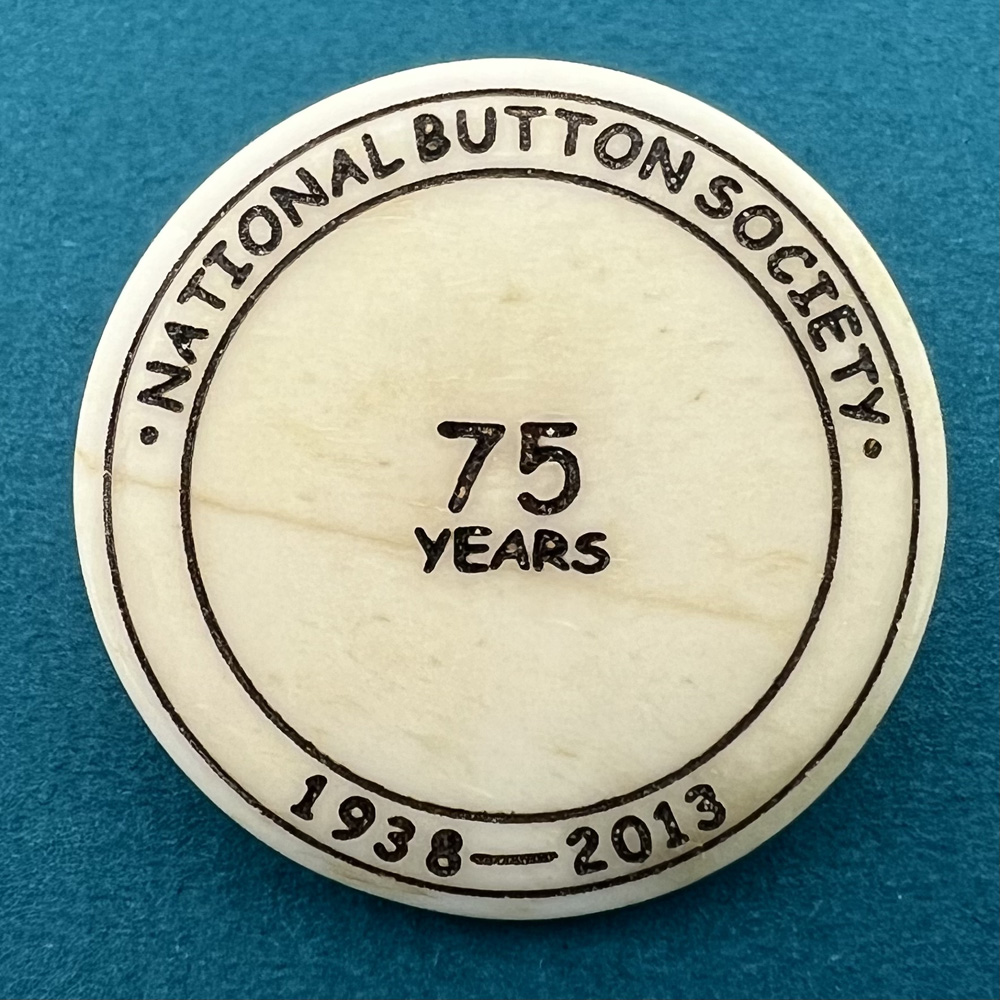 • NATIONAL BUTTON SOCIETY •
75
YEARS
1938—2013